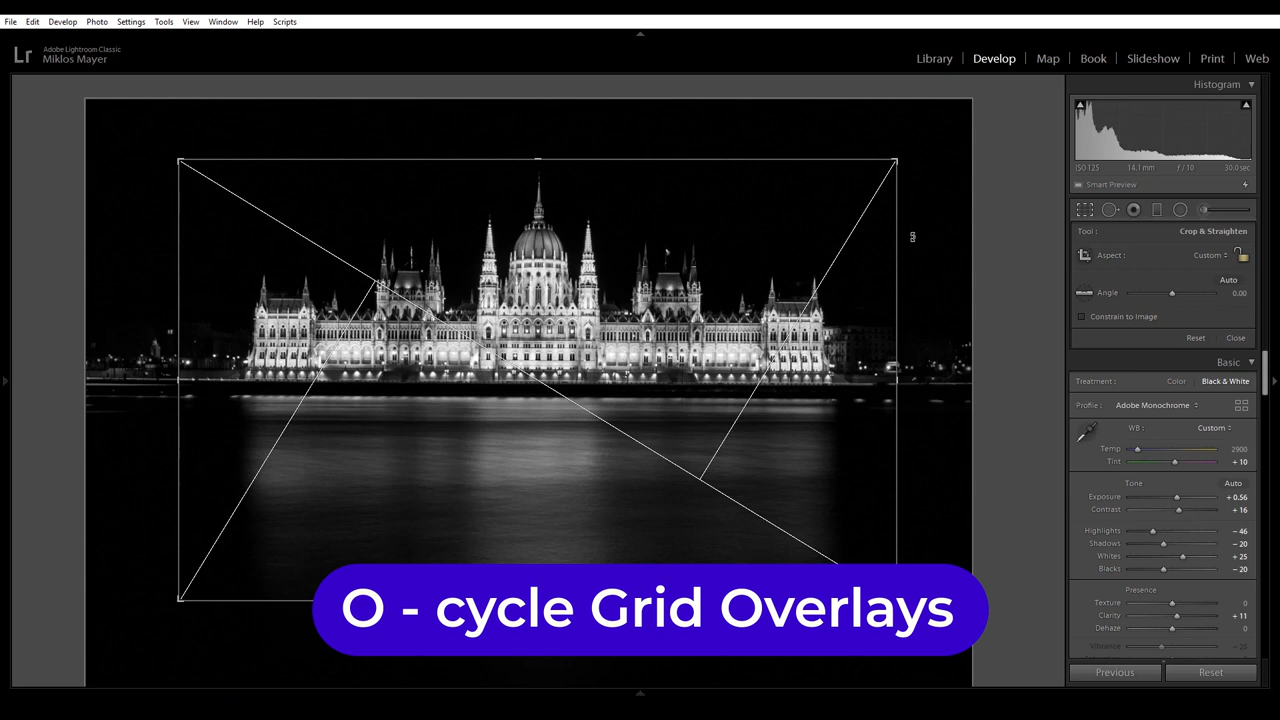 File Edit Develop Photo Settings Tools View Window Help Scripts
Lr
Adobe Lightroom Classic
Miklos Mayer
Library | Develop | Map | Book | Slideshow | Print | Web
Histogram
ISO 125 14.1 mm f / 10 30.0 sec
Smart Preview
Tool : Crop & Straighten
Aspect : Custom
Auto
Angle 0.00
Constrain to Image
Reset Close
Basic
Treatment : Color Black & White
Profile : Adobe Monochrome
WB : Custom
Temp 2900
Tint + 10
Tone Auto
Exposure + 0.56
Contrast + 16
Highlights − 46
Shadows − 20
Whites + 25
Blacks − 20
Presence
Texture 0
Clarity + 11
Dehaze 0
Vibrance − 25
Previous Reset
O - cycle Grid Overlays